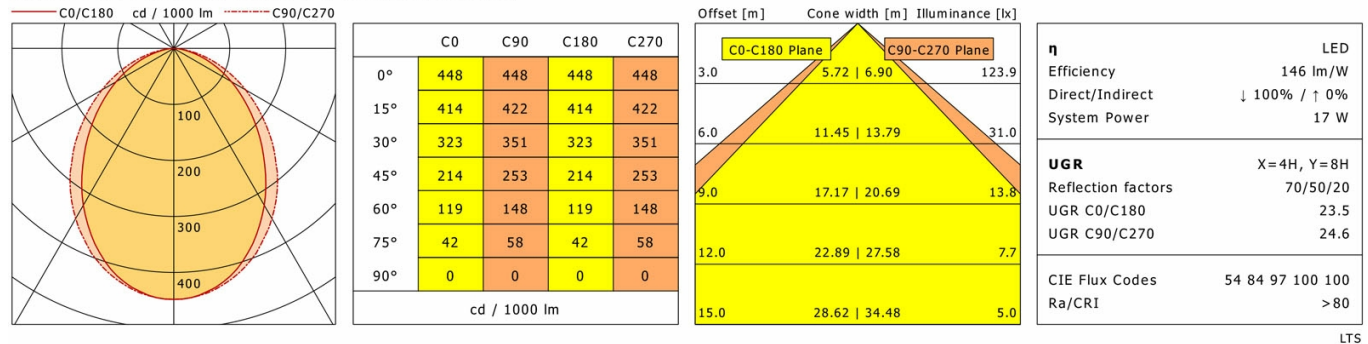 C0/C180 cd / 1000 lm C90/C270
100
200
300
400
C0 C90 C180 C270
0° 448 448 448 448
15° 414 422 414 422
30° 323 351 323 351
45° 214 253 214 253
60° 119 148 119 148
75° 42 58 42 58
90° 0 0 0 0
cd / 1000 lm
Offset [m] Cone width [m] Illuminance [lx]
C0-C180 Plane C90-C270 Plane
3.0 5.72 | 6.90 123.9
6.0 11.45 | 13.79 31.0
9.0 17.17 | 20.69 13.8
12.0 22.89 | 27.58 7.7
15.0 28.62 | 34.48 5.0
η LED
Efficiency 146 lm/W
Direct/Indirect ↓ 100% / ↑ 0%
System Power 17 W
UGR X=4H, Y=8H
Reflection factors 70/50/20
UGR C0/C180 23.5
UGR C90/C270 24.6
CIE Flux Codes 54 84 97 100 100
Ra/CRI >80
LTS